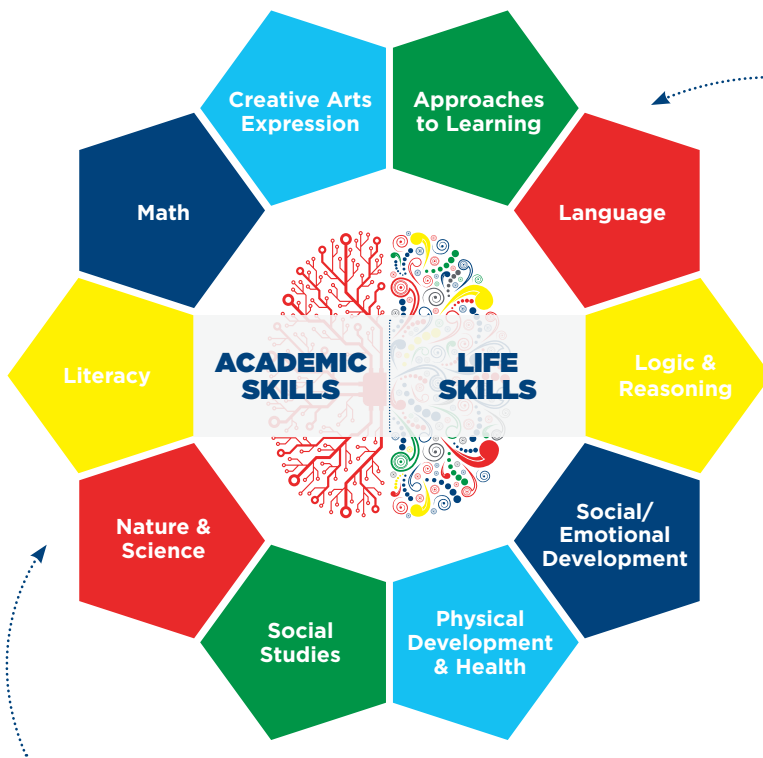 Creative Arts
Expression
Approaches
to Learning
Math
Language
Literacy
ACADEMIC
SKILLS
LIFE
SKILLS
Logic &
Reasoning
Nature &
Science
Social/
Emotional
Development
Social
Studies
Physical
Development
& Health